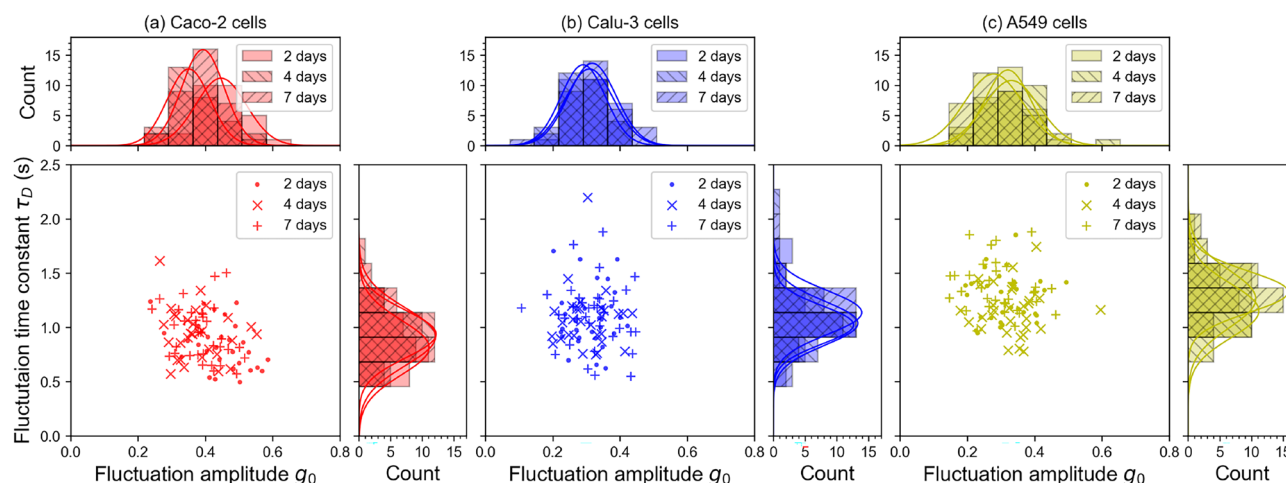 (a) Caco-2 cells
(b) Calu-3 cells
(c) A549 cells
Count
15
10
5
0
2 days
4 days
7 days
2 days
4 days
7 days
2 days
4 days
7 days
Fluctutaion time constant τD (s)
2.5
2.0
1.5
1.0
0.5
0.0
2 days
4 days
7 days
2 days
4 days
7 days
2 days
4 days
7 days
0.0 0.2 0.4 0.6 0.8 0 5 10 15 0.0 0.2 0.4 0.6 0.8 0 5 10 15 0.0 0.2 0.4 0.6 0.8 0 5 10 15
Fluctuation amplitude g0 Count Fluctuation amplitude g0 Count Fluctuation amplitude g0 Count